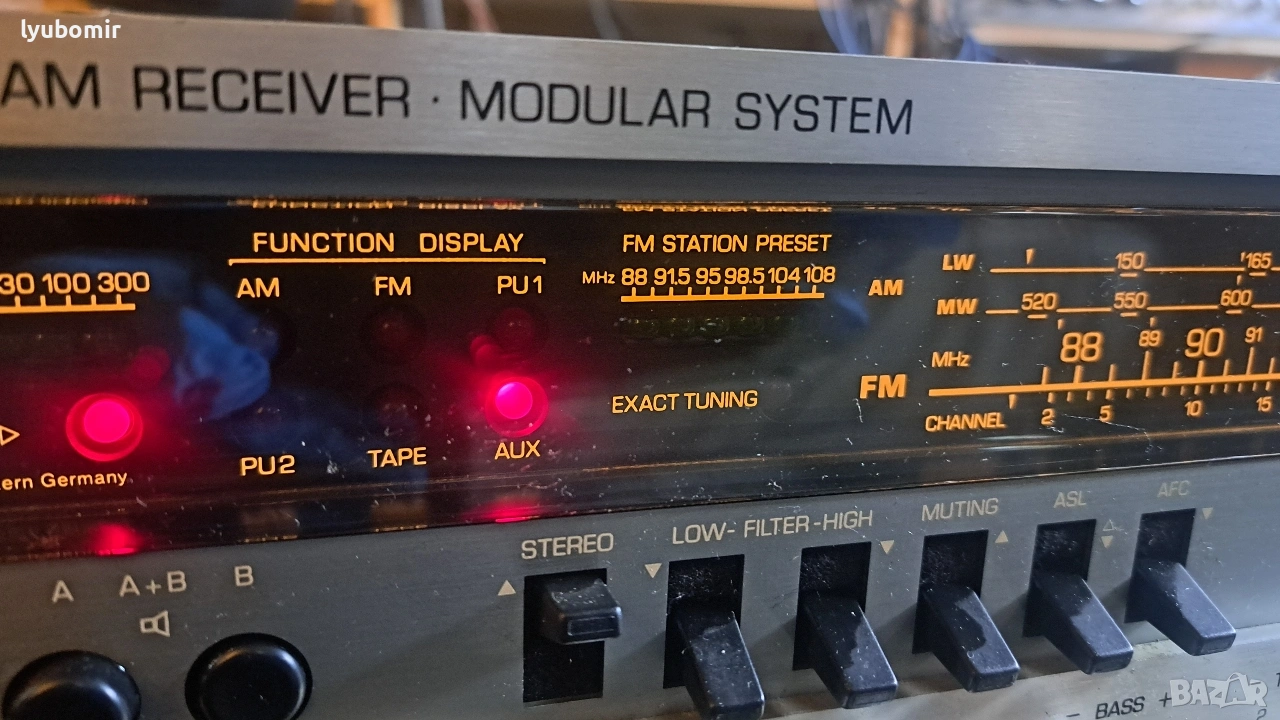 lyubomir
AM RECEIVER · MODULAR SYSTEM
FUNCTION DISPLAY
FM STATION PRESET
30 100 300
AM FM PU1
MHz 88 91.5 95 98.5 104 108
AM
LW 150 165
MW 520 550 600
MHz 88 89 90 91
FM
EXACT TUNING
CHANNEL 2 5 10 15
PU2 TAPE AUX
ern Germany
STEREO
LOW- FILTER -HIGH
MUTING
ASL
AFC
A A+B B
- BASS +
BAZAR